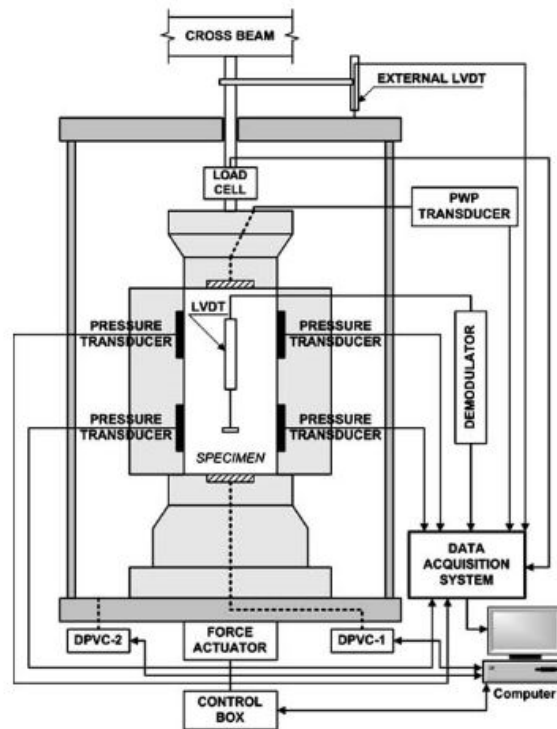 CROSS BEAM
EXTERNAL LVDT
LOAD
CELL
PWP
TRANSDUCER
LVDT
PRESSURE
TRANSDUCER
PRESSURE
TRANSDUCER
DEMODULATOR
PRESSURE
TRANSDUCER
PRESSURE
TRANSDUCER
SPECIMEN
DATA
ACQUISITION
SYSTEM
DPVC-2
FORCE
ACTUATOR
DPVC-1
Computer
CONTROL
BOX